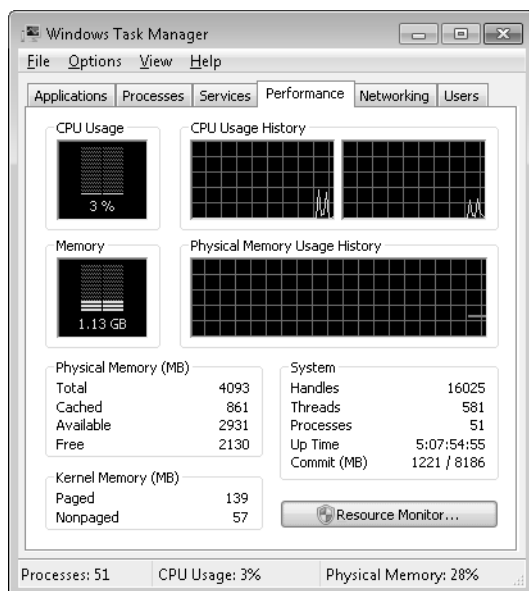 Windows Task Manager
File Options View Help
Applications Processes Services Performance Networking Users
CPU Usage CPU Usage History
3 %
Memory Physical Memory Usage History
1.13 GB
Physical Memory (MB)
Total 4093
Cached 861
Available 2931
Free 2130
System
Handles 16025
Threads 581
Processes 51
Up Time 5:07:54:55
Commit (MB) 1221 / 8186
Kernel Memory (MB)
Paged 139
Nonpaged 57
Resource Monitor...
Processes: 51 CPU Usage: 3% Physical Memory: 28%